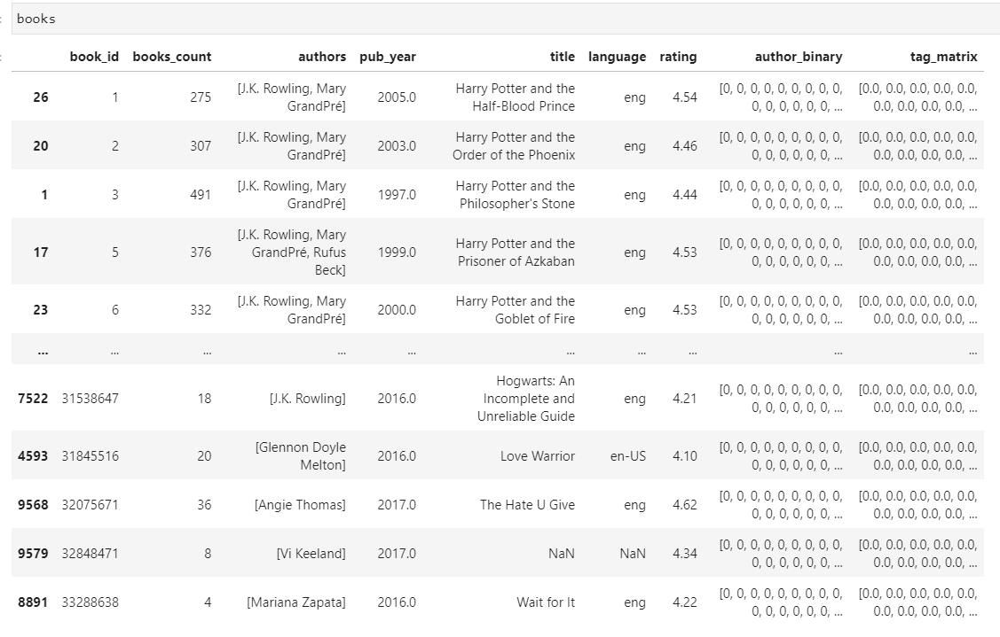 books
book_id books_count authors pub_year title language rating author_binary tag_matrix
26 1 275 [J.K. Rowling, Mary GrandPré] 2005.0 Harry Potter and the Half-Blood Prince eng 4.54 [0, 0, 0, 0, 0, 0, 0, 0, 0, 0, 0, 0, 0, 0, 0, ... [0.0, 0.0, 0.0, 0.0, 0.0, 0.0, 0.0, 0.0, 0.0, ...
20 2 307 [J.K. Rowling, Mary GrandPré] 2003.0 Harry Potter and the Order of the Phoenix eng 4.46 [0, 0, 0, 0, 0, 0, 0, 0, 0, 0, 0, 0, 0, 0, 0, ... [0.0, 0.0, 0.0, 0.0, 0.0, 0.0, 0.0, 0.0, 0.0, ...
1 3 491 [J.K. Rowling, Mary GrandPré] 1997.0 Harry Potter and the Philosopher's Stone eng 4.44 [0, 0, 0, 0, 0, 0, 0, 0, 0, 0, 0, 0, 0, 0, 0, ... [0.0, 0.0, 0.0, 0.0, 0.0, 0.0, 0.0, 0.0, 0.0, ...
17 5 376 [J.K. Rowling, Mary GrandPré, Rufus Beck] 1999.0 Harry Potter and the Prisoner of Azkaban eng 4.53 [0, 0, 0, 0, 0, 0, 0, 0, 0, 0, 0, 0, 0, 0, 0, ... [0.0, 0.0, 0.0, 0.0, 0.0, 0.0, 0.0, 0.0, 0.0, ...
23 6 332 [J.K. Rowling, Mary GrandPré] 2000.0 Harry Potter and the Goblet of Fire eng 4.53 [0, 0, 0, 0, 0, 0, 0, 0, 0, 0, 0, 0, 0, 0, 0, ... [0.0, 0.0, 0.0, 0.0, 0.0, 0.0, 0.0, 0.0, 0.0, ...
... ... ... ... ... ... ... ... ... ...
7522 31538647 18 [J.K. Rowling] 2016.0 Hogwarts: An Incomplete and Unreliable Guide eng 4.21 [0, 0, 0, 0, 0, 0, 0, 0, 0, 0, 0, 0, 0, 0, 0, ... [0.0, 0.0, 0.0, 0.0, 0.0, 0.0, 0.0, 0.0, 0.0, ...
4593 31845516 20 [Glennon Doyle Melton] 2016.0 Love Warrior en-US 4.10 [0, 0, 0, 0, 0, 0, 0, 0, 0, 0, 0, 0, 0, 0, 0, ... [0.0, 0.0, 0.0, 0.0, 0.0, 0.0, 0.0, 0.0, 0.0, ...
9568 32075671 36 [Angie Thomas] 2017.0 The Hate U Give eng 4.62 [0, 0, 0, 0, 0, 0, 0, 0, 0, 0, 0, 0, 0, 0, 0, ... [0.0, 0.0, 0.0, 0.0, 0.0, 0.0, 0.0, 0.0, 0.0, ...
9579 32848471 8 [Vi Keeland] 2017.0 NaN NaN 4.34 [0, 0, 0, 0, 0, 0, 0, 0, 0, 0, 0, 0, 0, 0, 0, ... [0.0, 0.0, 0.0, 0.0, 0.0, 0.0, 0.0, 0.0, 0.0, ...
8891 33288638 4 [Mariana Zapata] 2016.0 Wait for It eng 4.22 [0, 0, 0, 0, 0, 0, 0, 0, 0, 0, 0, 0, 0, 0, 0, ... [0.0, 0.0, 0.0, 0.0, 0.0, 0.0, 0.0, 0.0, 0.0, ...